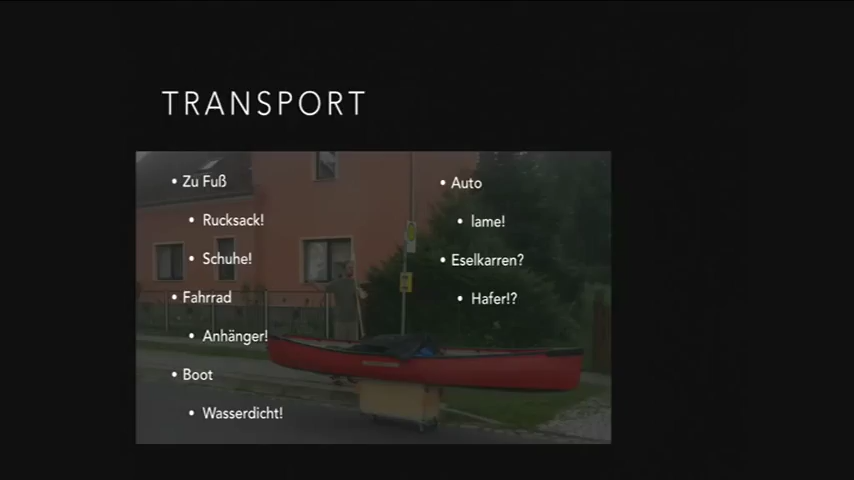 TRANSPORT
• Zu Fuß
• Rucksack!
• Schuhe!
• Fahrrad
• Anhänger!
• Boot
• Wasserdicht!
• Auto
• lame!
• Eselkarren?
• Hafer!?